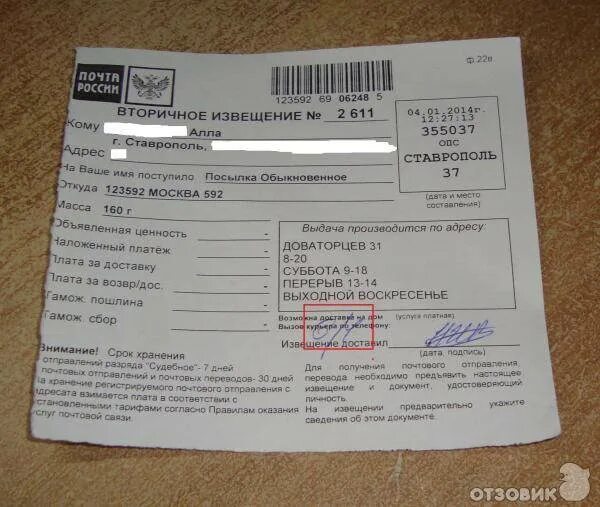 ПОЧТА РОССИИ
ф.22в
123592 69 06248 5
ВТОРИЧНОЕ ИЗВЕЩЕНИЕ № 2 611
04.01.2014г.
12:27:13
355037
ОПС
СТАВРОПОЛЬ
37
(дата и место составления)
Кому Алла
г. Ставрополь,
Адрес
На Ваше имя поступило Посылка Обыкновенное
Откуда 123592 МОСКВА 592
Масса 160 г
Объявленная ценность -
Наложенный платёж -
Плата за доставку -
Плата за возвр/дос. -
Тамож. пошлина -
Тамож сбор -
Выдача производится по адресу:
ДОВАТОРЦЕВ 31
8-20
СУББОТА 9-18
ПЕРЕРЫВ 13-14
ВЫХОДНОЙ ВОСКРЕСЕНЬЕ
Возможна доставка на дом (услуга платная)
Вызов курьера по телефону:
Извещение доставил
(дата, подпись)
Внимание! Срок хранения
отправлений разряда "Судебное"- 7 дней
почтовых отправлений и почтовых переводов- 30 дней
На хранение регистрируемого почтового отправления с
адресата взимается плата в соответствии с
установленными тарифами согласно Правилам оказания
услуг почтовой связи.
Для получения почтового отправления,
перевода необходимо предъявить настоящее
извещение и документ, удостоверяющий
личность.
На извещении предварительно укажите
сведения об этом документе.
ОТЗОВИК